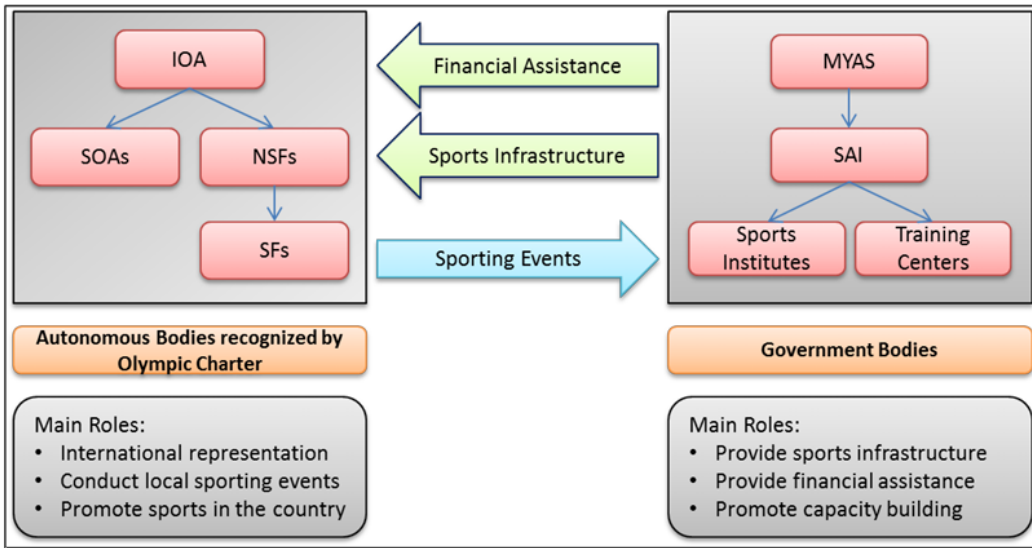 IOA
SOAs
NSFs
SFs
Financial Assistance
Sports Infrastructure
Sporting Events
MYAS
SAI
Sports
Institutes
Training
Centers
Autonomous Bodies recognized by
Olympic Charter
Government Bodies
Main Roles:
• International representation
• Conduct local sporting events
• Promote sports in the country
Main Roles:
• Provide sports infrastructure
• Provide financial assistance
• Promote capacity building